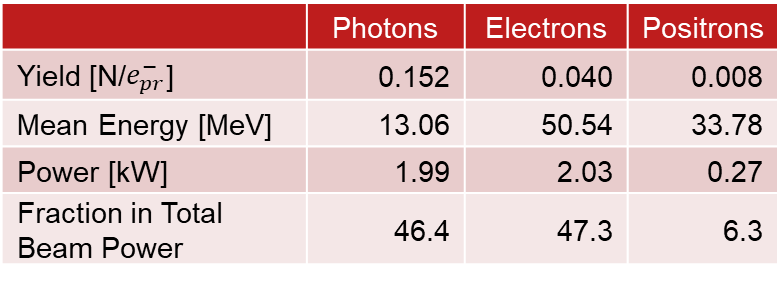 Photons Electrons Positrons
Yield [N/e⁻pr] 0.152 0.040 0.008
Mean Energy [MeV] 13.06 50.54 33.78
Power [kW] 1.99 2.03 0.27
Fraction in Total
Beam Power 46.4 47.3 6.3